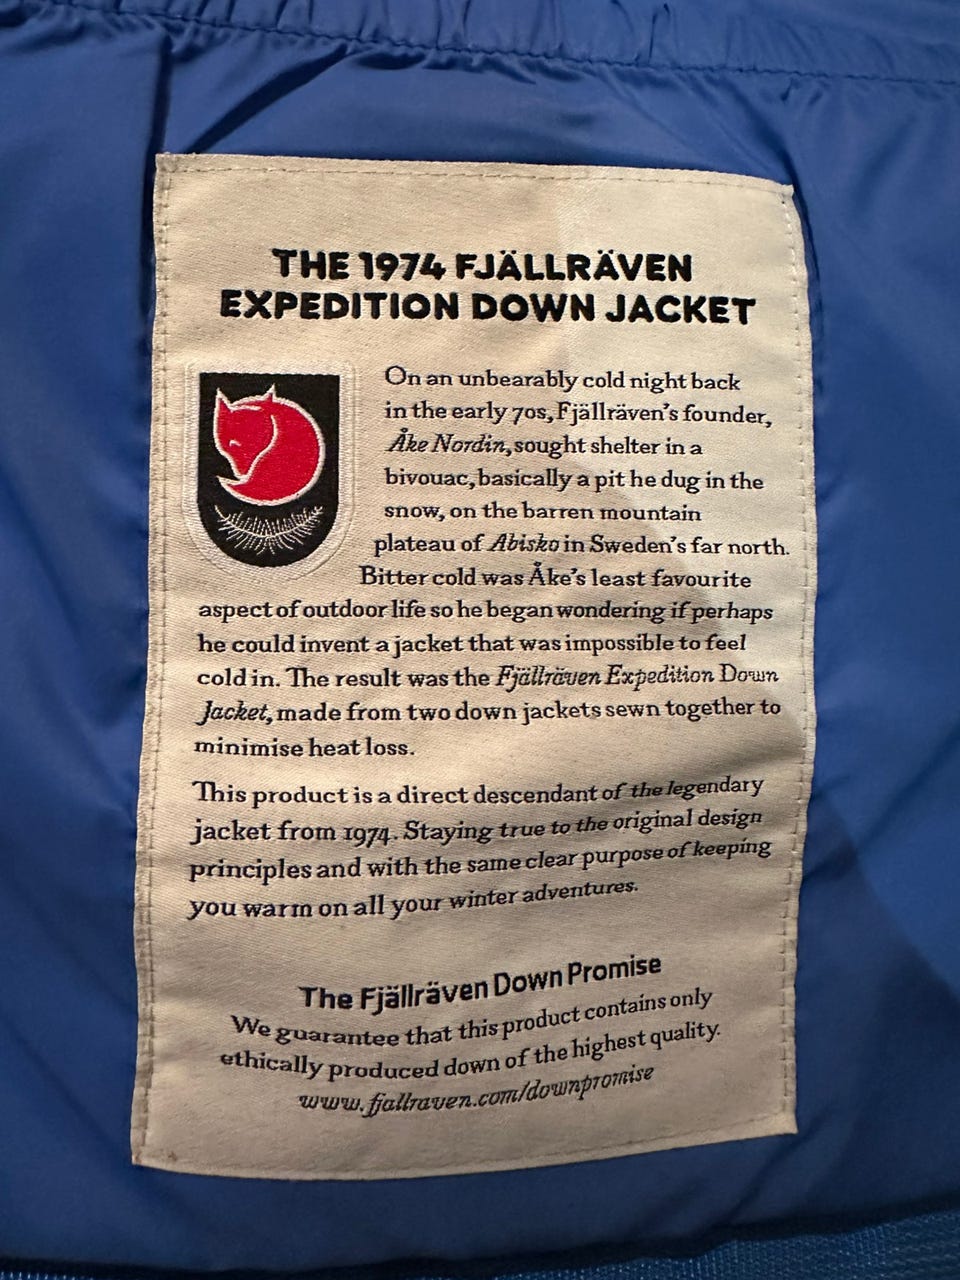 THE 1974 FJÄLLRÄVEN
EXPEDITION DOWN JACKET
On an unbearably cold night back
in the early 70s, Fjällräven's founder,
Åke Nordin, sought shelter in a
bivouac, basically a pit he dug in the
snow, on the barren mountain
plateau of Abisko in Sweden's far north.
Bitter cold was Åke's least favourite
aspect of outdoor life so he began wondering if perhaps
he could invent a jacket that was impossible to feel
cold in. The result was the Fjällräven Expedition Down
Jacket, made from two down jackets sewn together to
minimise heat loss.
This product is a direct descendant of the legendary
jacket from 1974. Staying true to the original design
principles and with the same clear purpose of keeping
you warm on all your winter adventures.
The Fjällräven Down Promise
We guarantee that this product contains only
ethically produced down of the highest quality.
www.fjallraven.com/downpromise